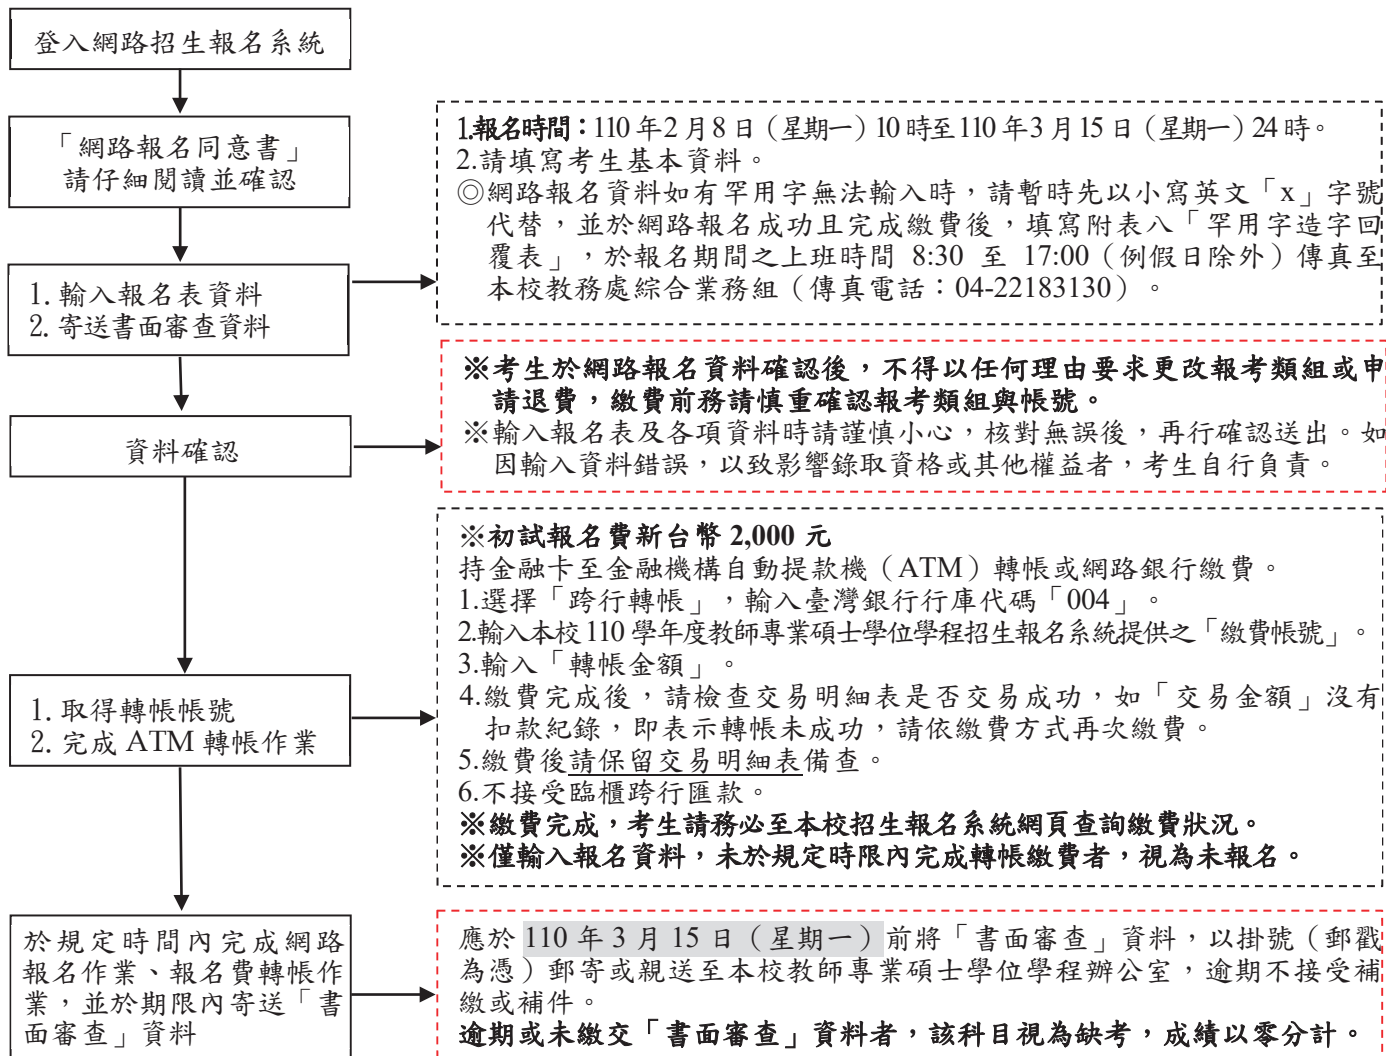 登入網路招生報名系統
「網路報名同意書」
請仔細閱讀並確認
1.報名時間：110 年 2 月 8 日（星期一）10 時至 110 年 3 月 15 日（星期一）24 時。
2.請填寫考生基本資料。
◎網路報名資料如有罕用字無法輸入時，請暫時先以小寫英文「x」字號
代替，並於網路報名成功且完成繳費後，填寫附表八「罕用字造字回
覆表」，於報名期間之上班時間 8:30 至 17:00（例假日除外）傳真至
本校教務處綜合業務組（傳真電話：04-22183130）。
1. 輸入報名表資料
2. 寄送書面審查資料
※考生於網路報名資料確認後，不得以任何理由要求更改報考類組或申
請退費，繳費前務請慎重確認報考類組與帳號。
※輸入報名表及各項資料時請謹慎小心，核對無誤後，再行確認送出。如
因輸入資料錯誤，以致影響錄取資格或其他權益者，考生自行負責。
資料確認
※初試報名費新台幣 2,000 元
持金融卡至金融機構自動提款機（ATM）轉帳或網路銀行繳費。
1.選擇「跨行轉帳」，輸入臺灣銀行行庫代碼「004」。
2.輸入本校 110 學年度教師專業碩士學位學程招生報名系統提供之「繳費帳號」。
3.輸入「轉帳金額」。
4.繳費完成後，請檢查交易明細表是否交易成功，如「交易金額」沒有
扣款紀錄，即表示轉帳未成功，請依繳費方式再次繳費。
5.繳費後請保留交易明細表備查。
6.不接受臨櫃跨行匯款。
※繳費完成，考生請務必至本校招生報名系統網頁查詢繳費狀況。
※僅輸入報名資料，未於規定時限內完成轉帳繳費者，視為未報名。
1. 取得轉帳帳號
2. 完成 ATM 轉帳作業
於規定時間內完成網路
報名作業、報名費轉帳作
業，並於期限內寄送「書
面審查」資料
應於 110 年 3 月 15 日（星期一）前將「書面審查」資料，以掛號（郵戳
為憑）郵寄或親送至本校教師專業碩士學位學程辦公室，逾期不接受補
繳或補件。
逾期或未繳交「書面審查」資料者，該科目視為缺考，成績以零分計。